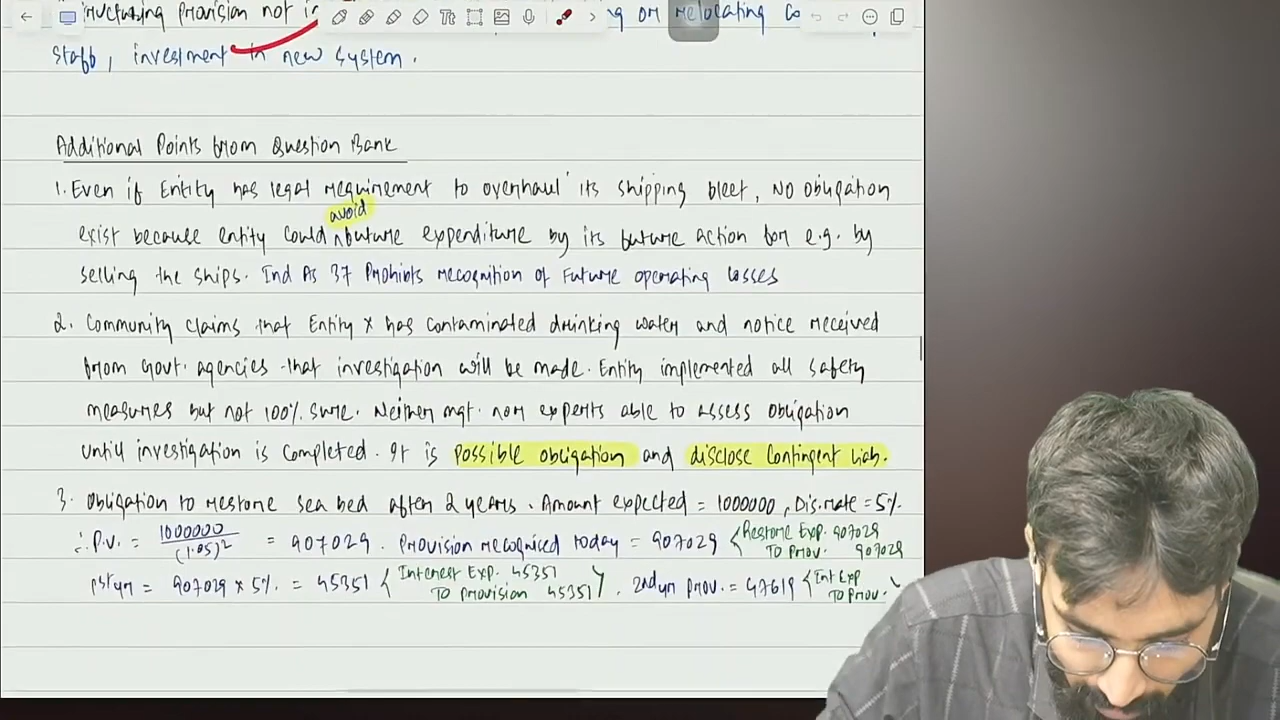 provision not
or relocating
staff, investment in new system.
Additional Points from Question Bank
1. Even if Entity has legal requirement to overhaul its shipping fleet, No obligation
avoid
exist because entity could future expenditure by its future action for e.g. by
selling the ships. Ind As 37 Prohibits recognition of Future operating losses
2. Community claims that Entity X has contaminated drinking water and notice received
from Govt. agencies that investigation will be made. Entity implemented all safety
measures but not 100% sure. Neither mgt. nor experts able to assess obligation
until investigation is completed. It is possible obligation and disclose Contingent Liab.
3. Obligation to restore sea bed after 2 years. Amount expected = 1000000, Dis.rate = 5%.
∴ P.V. = 1000000 / (1.05)² = 907029. Provision recognised today = 907029 < Restore Exp. 907029
To Prov. 907029
1st yr = 907029 × 5% = 45351 { Interest Exp. 45351
To Provision 45351 }, 2nd yr Prov. = 47619 { Int Exp
To Prov.